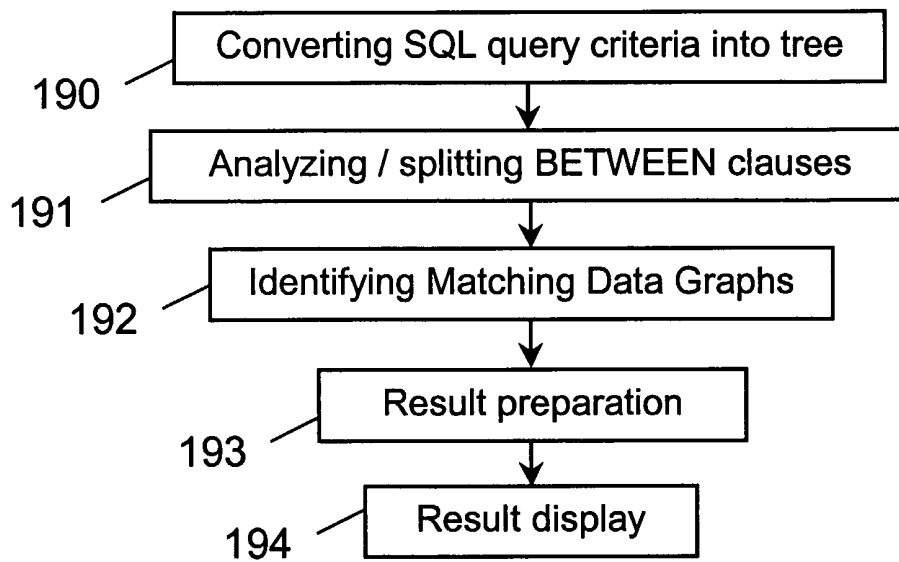 Converting SQL query criteria into tree
190
Analyzing / splitting BETWEEN clauses
191
Identifying Matching Data Graphs
192
Result preparation
193
Result display
194